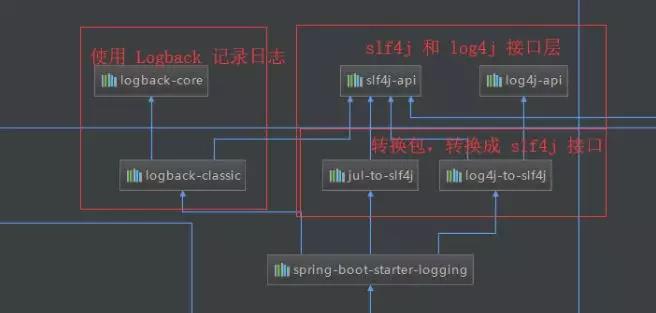 使用 Logback 记录日志
slf4j 和 log4j 接口层
logback-core
slf4j-api
log4j-api
转换包，转换成 slf4j 接口
logback-classic
jul-to-slf4j
log4j-to-slf4j
spring-boot-starter-logging